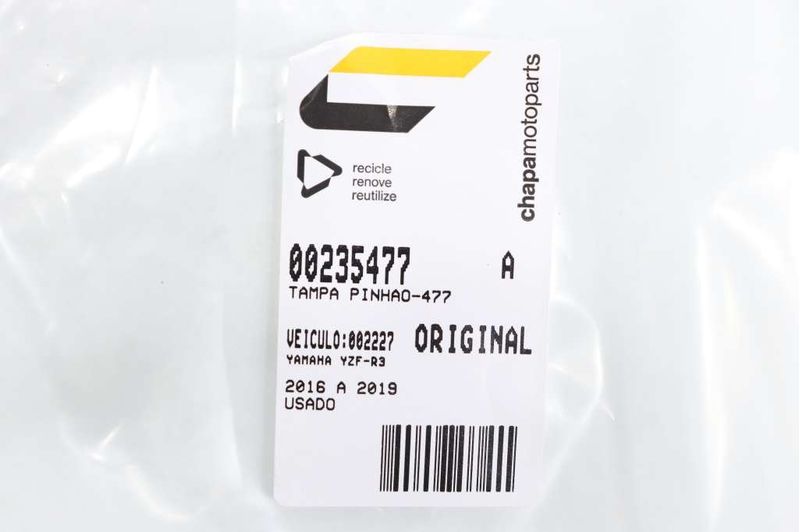 chapamotoparts
recicle
renove
reutilize
00235477 A
TAMPA PINHAO-477
VEICULO:002227 ORIGINAL
YAMAHA YZF-R3
2016 A 2019
USADO